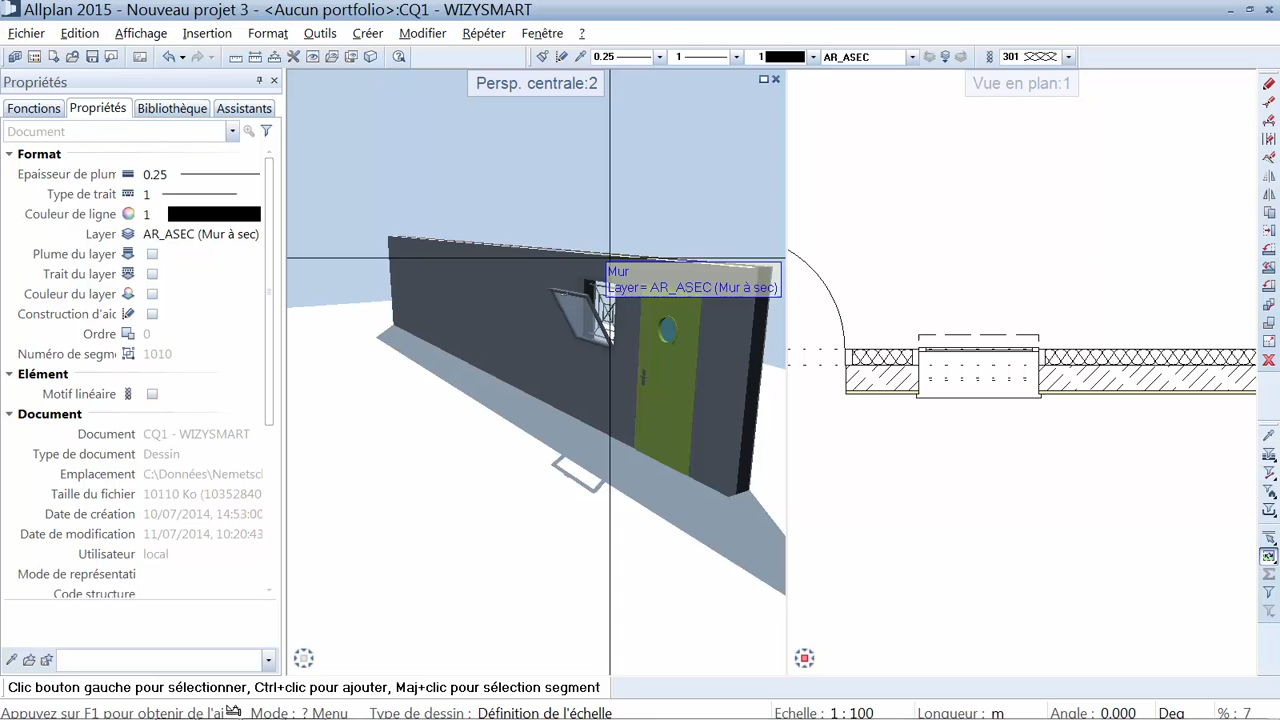 Allplan 2015 - Nouveau projet 3 - <Aucun portfolio>:CQ1 - WIZYSMART
Fichier Edition Affichage Insertion Format Outils Créer Modifier Répéter Fenêtre ?
0.25 1 1 AR_ASEC 301
Propriétés
Fonctions Propriétés Bibliothèque Assistants
Document
Format
Epaisseur de plum 0.25
Type de trait 1
Couleur de ligne 1
Layer AR_ASEC (Mur à sec)
Plume du layer
Trait du layer
Couleur du layer
Construction d'aid
Ordre 0
Numéro de segm 1010
Elément
Motif linéaire
Document
Document CQ1 - WIZYSMART
Type de document Dessin
Emplacement C:\Données\Nemetsch
Taille du fichier 10110 Ko (10352840
Date de création 10/07/2014, 14:53:00
Date de modification 11/07/2014, 10:20:43
Utilisateur local
Mode de représentati
Code structure
Persp. centrale:2
Mur
Layer= AR_ASEC (Mur à sec)
Vue en plan:1
Clic bouton gauche pour sélectionner, Ctrl+clic pour ajouter, Maj+clic pour sélection segment
Appuyez sur F1 pour obtenir de l'ai Mode : ? Menu Type de dessin : Définition de l'échelle Echelle : 1 : 100 Longueur : m Angle : 0.000 Deg % : 7